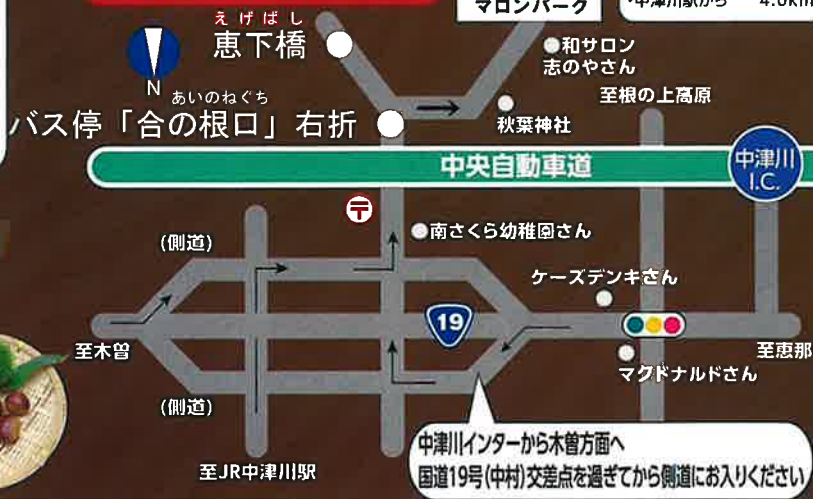 マロンパーク
中津川駅から 4.0km
えげばし
恵下橋
N
あいのねぐち
バス停「合の根口」右折
和サロン
志のやさん
秋葉神社
至根の上高原
中央自動車道
中津川
I.C.
〒
南さくら幼稚園さん
(側道)
ケーズデンキさん
19
至木曽
至恵那
マクドナルドさん
(側道)
至JR中津川駅
中津川インターから木曽方面へ
国道19号(中村)交差点を過ぎてから側道にお入りください